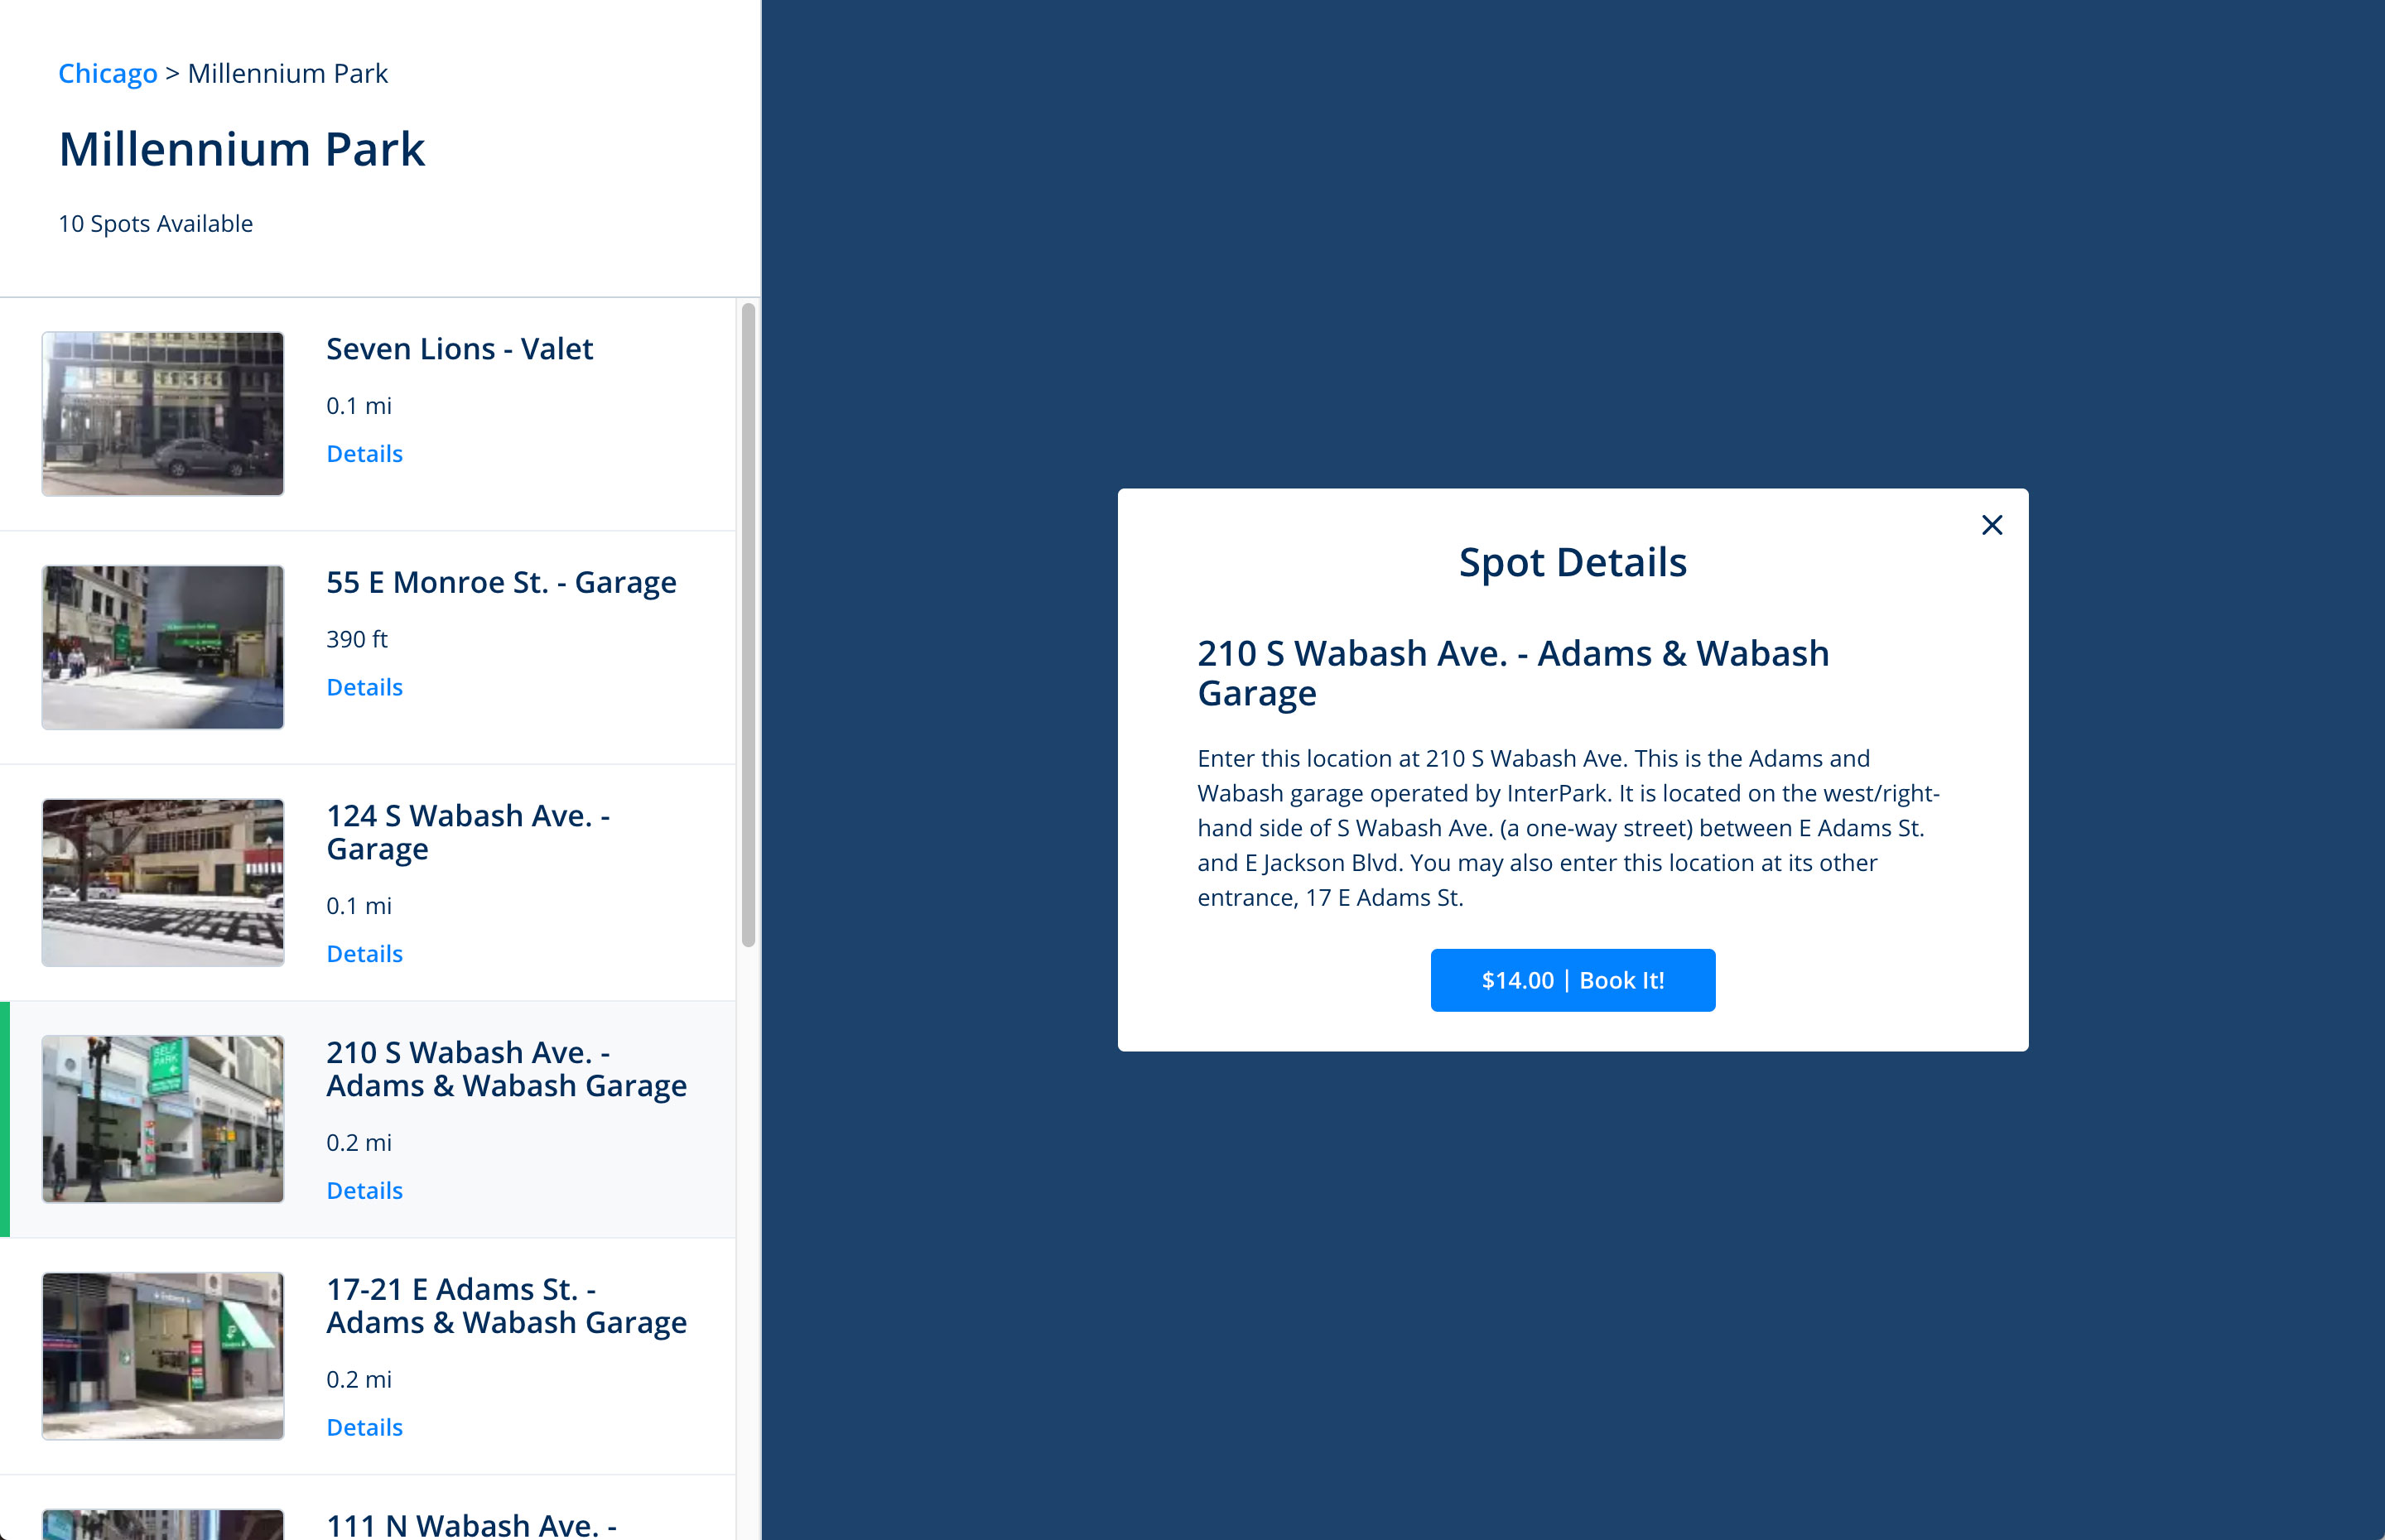 Chicago > Millennium Park
Millennium Park
10 Spots Available
Seven Lions - Valet
0.1 mi
Details
55 E Monroe St. - Garage
390 ft
Details
124 S Wabash Ave. -
Garage
0.1 mi
Details
SELF
PARK
210 S Wabash Ave. -
Adams & Wabash Garage
0.2 mi
Details
17-21 E Adams St. -
Adams & Wabash Garage
0.2 mi
Details
111 N Wabash Ave. -
Spot Details
210 S Wabash Ave. - Adams & Wabash
Garage
Enter this location at 210 S Wabash Ave. This is the Adams and
Wabash garage operated by InterPark. It is located on the west/right-
hand side of S Wabash Ave. (a one-way street) between E Adams St.
and E Jackson Blvd. You may also enter this location at its other
entrance, 17 E Adams St.
$14.00 | Book It!